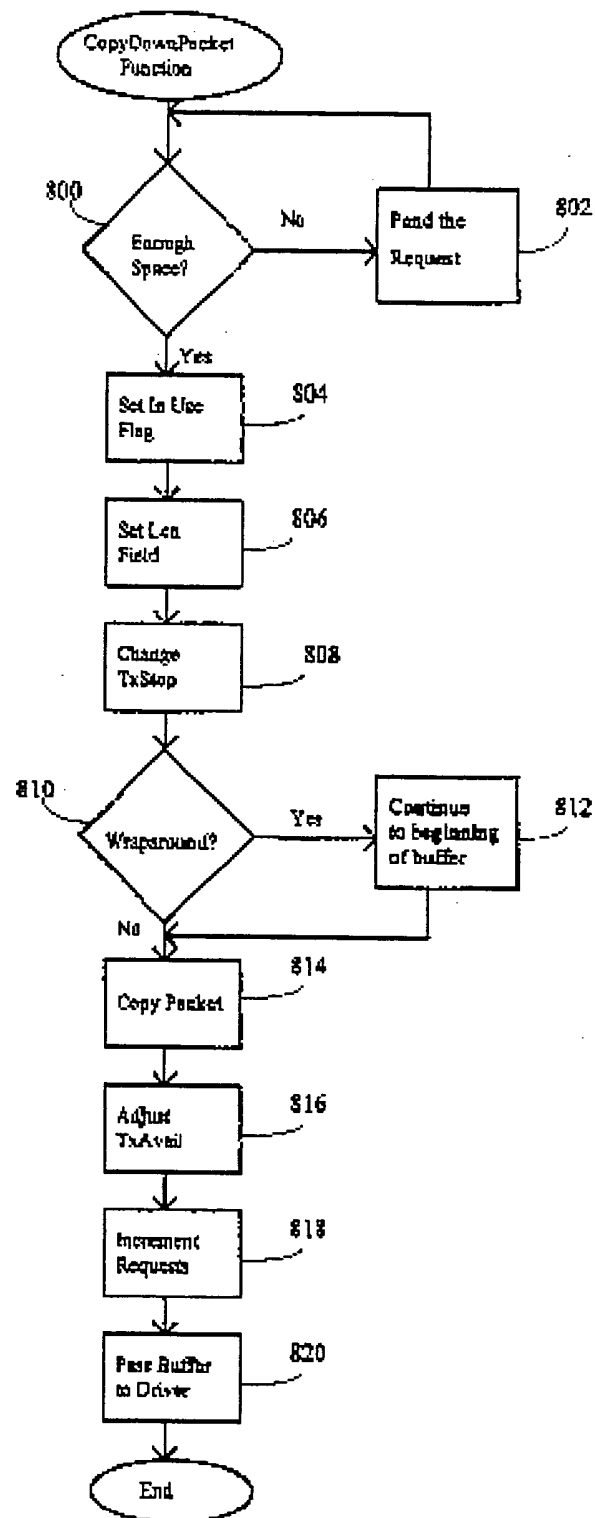 CopyDownPacket
Function
800
Enough
Space?
No
Pend the
Request
802
Yes
Set In Use
Flag
804
Set Len
Field
806
Change
TxStop
808
810
Wraparound?
Yes
Continue
to beginning
of buffer
812
No
Copy Packet
814
Adjust
TxAvail
816
Increment
Requests
818
Pass Buffer
to Driver
820
End